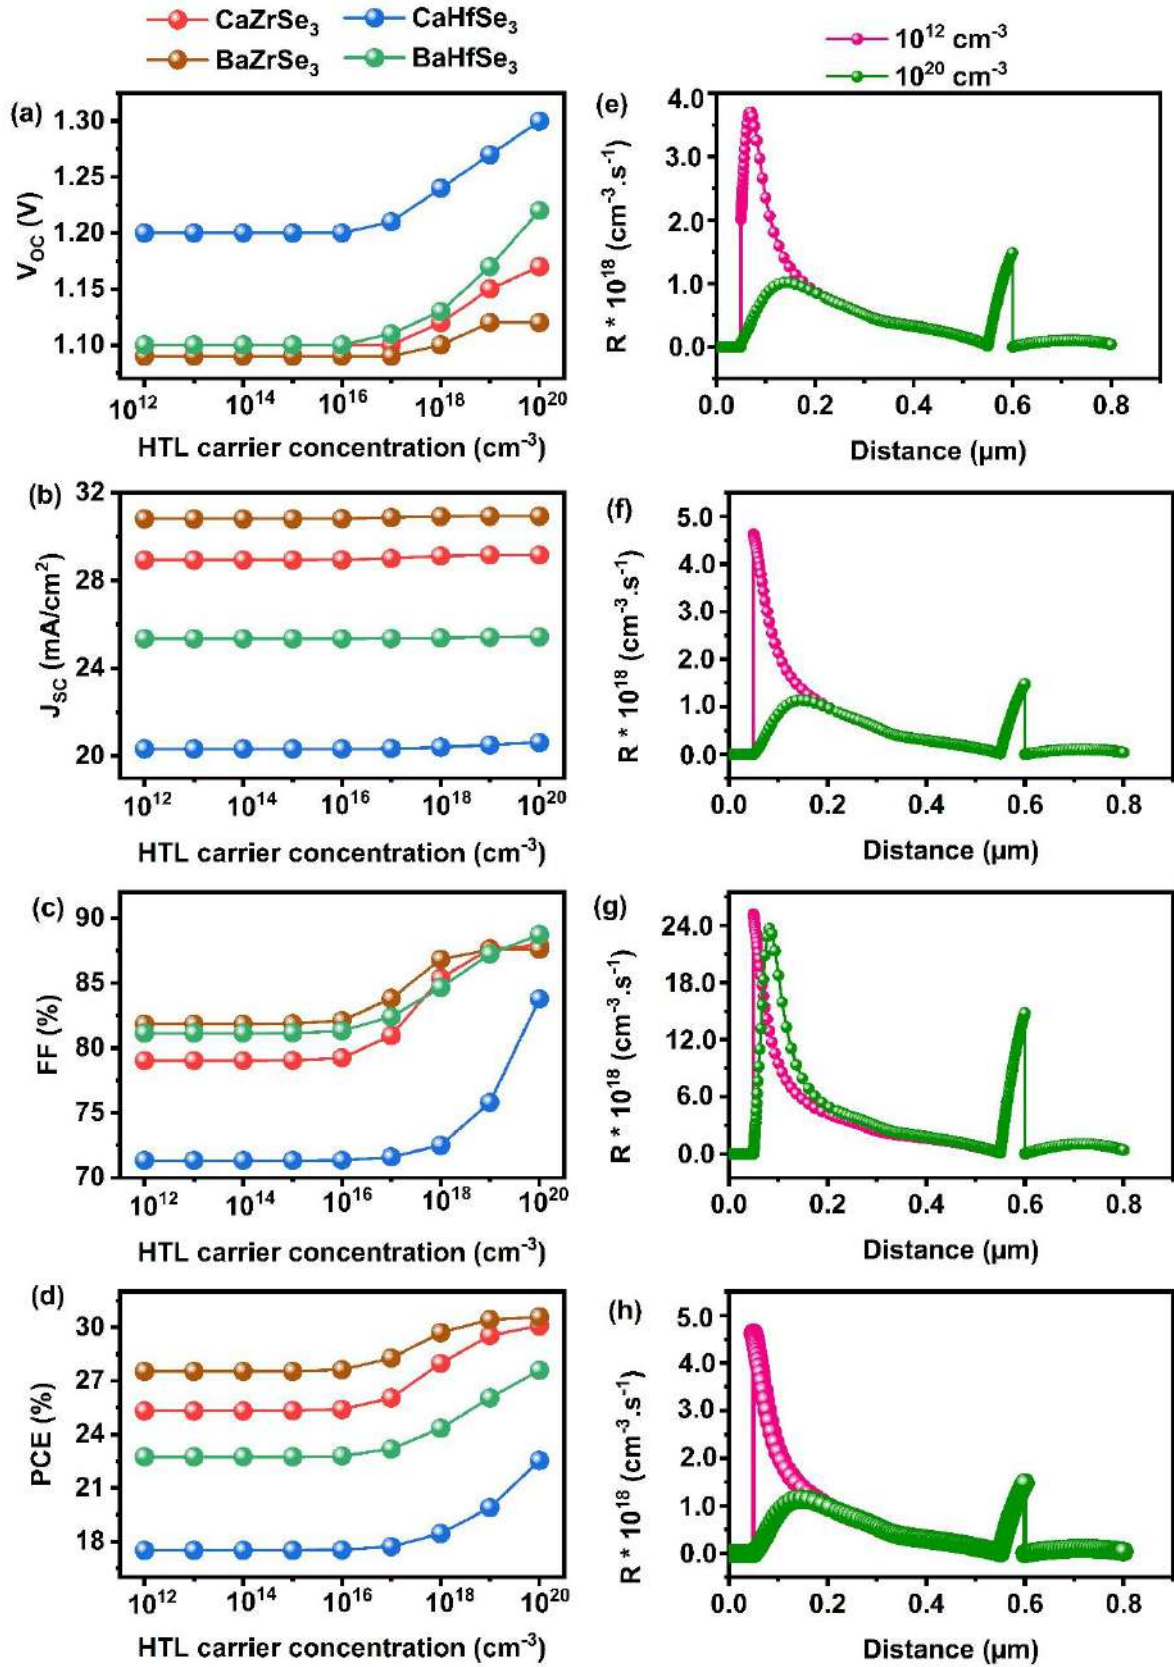 CaZrSe3 CaHfSe3
BaZrSe3 BaHfSe3
10^12 cm^-3
10^20 cm^-3
(a)
1.30
1.25
1.20
1.15
1.10
VOC (V)
10^12 10^14 10^16 10^18 10^20
HTL carrier concentration (cm^-3)
(e)
4.0
3.0
2.0
1.0
0.0
R * 10^18 (cm^-3.s^-1)
0.0 0.2 0.4 0.6 0.8
Distance (µm)
(b)
32
28
24
20
JSC (mA/cm^2)
10^12 10^14 10^16 10^18 10^20
HTL carrier concentration (cm^-3)
(f)
5.0
4.0
3.0
2.0
1.0
0.0
R * 10^18 (cm^-3.s^-1)
0.0 0.2 0.4 0.6 0.8
Distance (µm)
(c)
90
85
80
75
70
FF (%)
10^12 10^14 10^16 10^18 10^20
HTL carrier concentration (cm^-3)
(g)
24.0
18.0
12.0
6.0
0.0
R * 10^18 (cm^-3.s^-1)
0.0 0.2 0.4 0.6 0.8
Distance (µm)
(d)
30
27
24
21
18
PCE (%)
10^12 10^14 10^16 10^18 10^20
HTL carrier concentration (cm^-3)
(h)
5.0
4.0
3.0
2.0
1.0
0.0
R * 10^18 (cm^-3.s^-1)
0.0 0.2 0.4 0.6 0.8
Distance (µm)